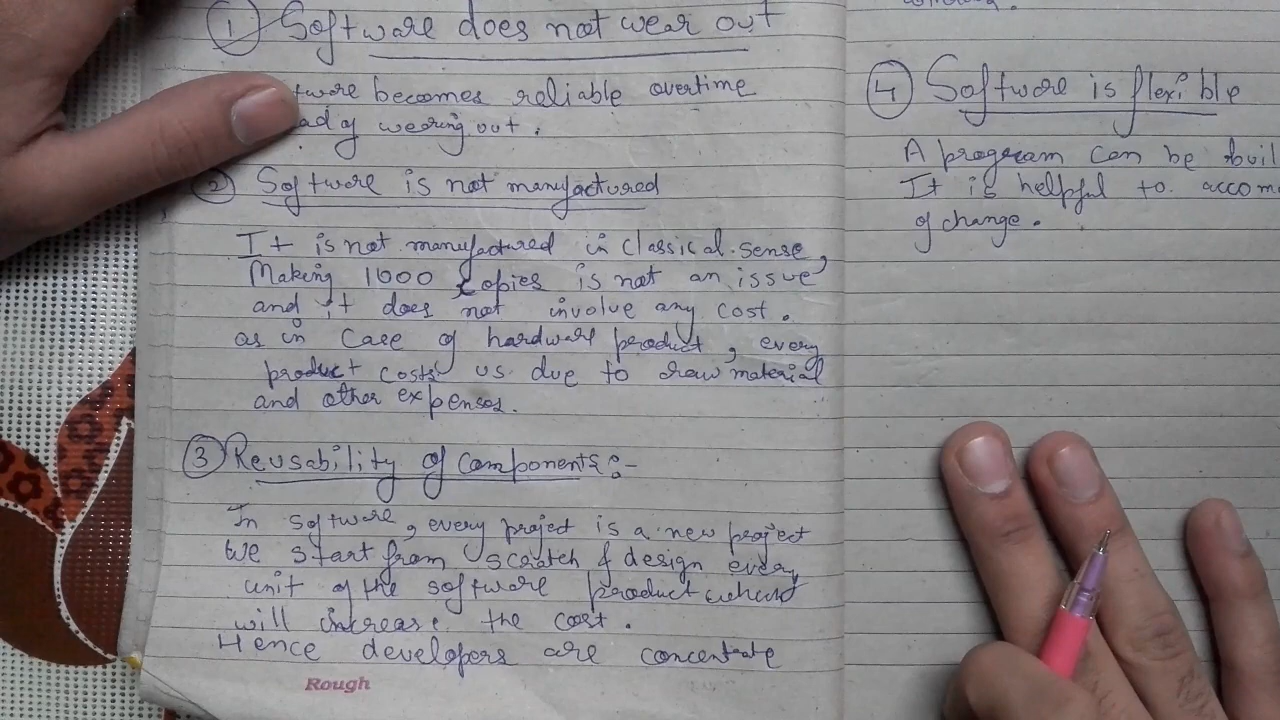 ① Software does not wear out
tware becomes reliable overtime
ad of wearing out.
② Software is not manufactured
It is not manufactured in classical sense,
Making 1000 copies is not an issue
and it does not involve any cost.
as in case of hardware product, every
product costs us due to raw material
and other expenses.
③ Reusability of components:-
In software, every project is a new project
We start from scratch & design every
unit of the software product which
will increase the cost.
Hence developers are concentrate
Rough
④ Software is flexible
A program can be buil
It is helpful to accom
of change.